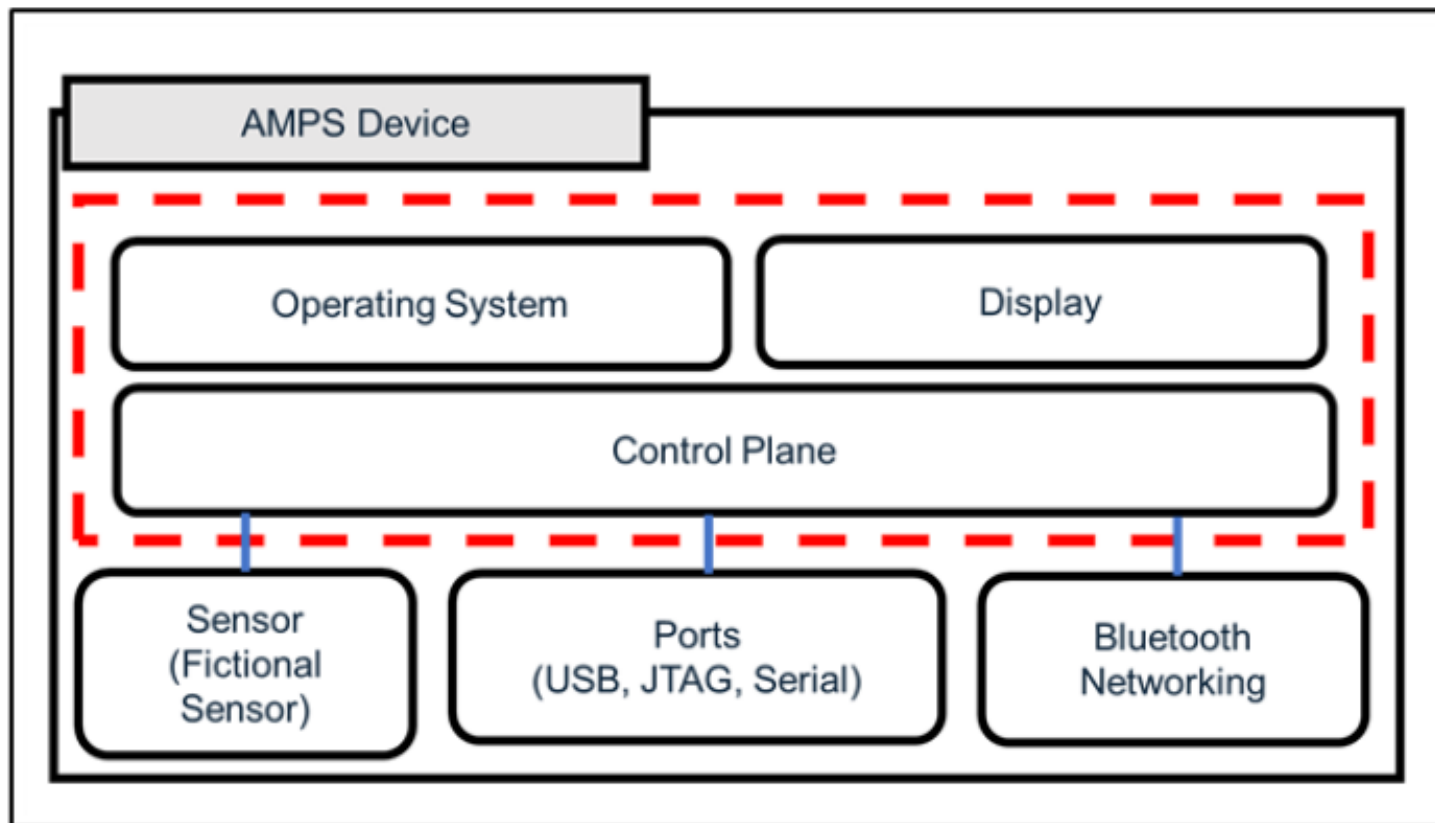 AMPS Device
Operating System
Display
Control Plane
Sensor
(Fictional
Sensor)
Ports
(USB, JTAG, Serial)
Bluetooth
Networking